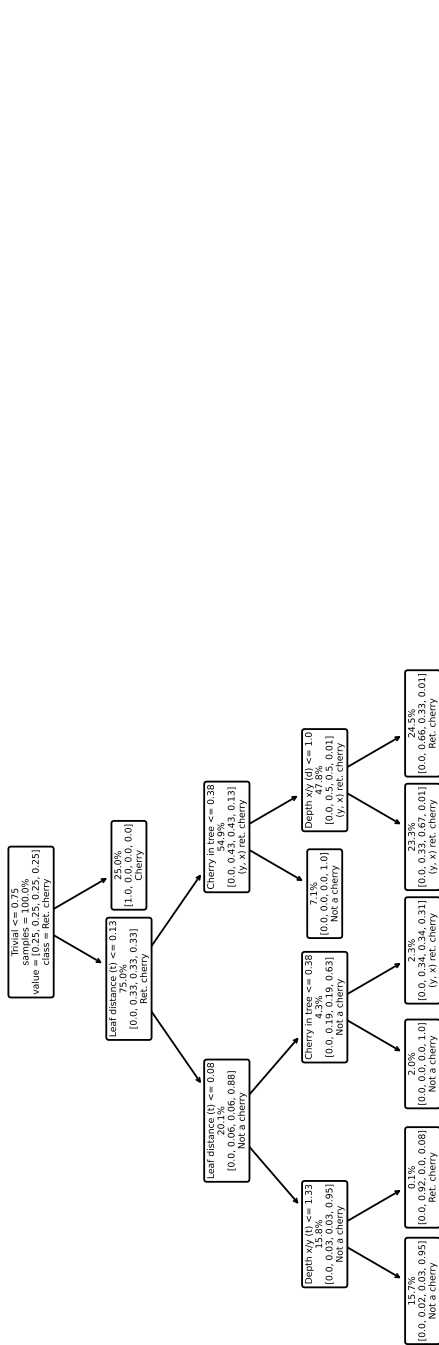 Trivial <= 0.75
samples = 100.0%
value = [0.25, 0.25, 0.25, 0.25]
class = Ret. cherry
Leaf distance (t) <= 0.13
75.0%
[0.0, 0.33, 0.33, 0.33]
Ret. cherry
25.0%
[1.0, 0.0, 0.0, 0.0]
Cherry
Leaf distance (t) <= 0.08
20.1%
[0.0, 0.06, 0.06, 0.88]
Not a cherry
Cherry in tree <= 0.38
54.9%
[0.0, 0.43, 0.43, 0.13]
(y, x) ret. cherry
Depth x/y (t) <= 1.33
15.8%
[0.0, 0.03, 0.03, 0.95]
Not a cherry
Cherry in tree <= 0.38
4.3%
[0.0, 0.19, 0.19, 0.63]
Not a cherry
7.1%
[0.0, 0.0, 0.0, 1.0]
Not a cherry
Depth x/y (d) <= 1.0
47.8%
[0.0, 0.5, 0.5, 0.01]
(y, x) ret. cherry
15.7%
[0.0, 0.02, 0.03, 0.95]
Not a cherry
0.1%
[0.0, 0.92, 0.0, 0.08]
Ret. cherry
2.0%
[0.0, 0.0, 0.0, 1.0]
Not a cherry
2.3%
[0.0, 0.34, 0.34, 0.31]
(y, x) ret. cherry
23.3%
[0.0, 0.33, 0.67, 0.01]
(y, x) ret. cherry
24.5%
[0.0, 0.66, 0.33, 0.01]
Ret. cherry